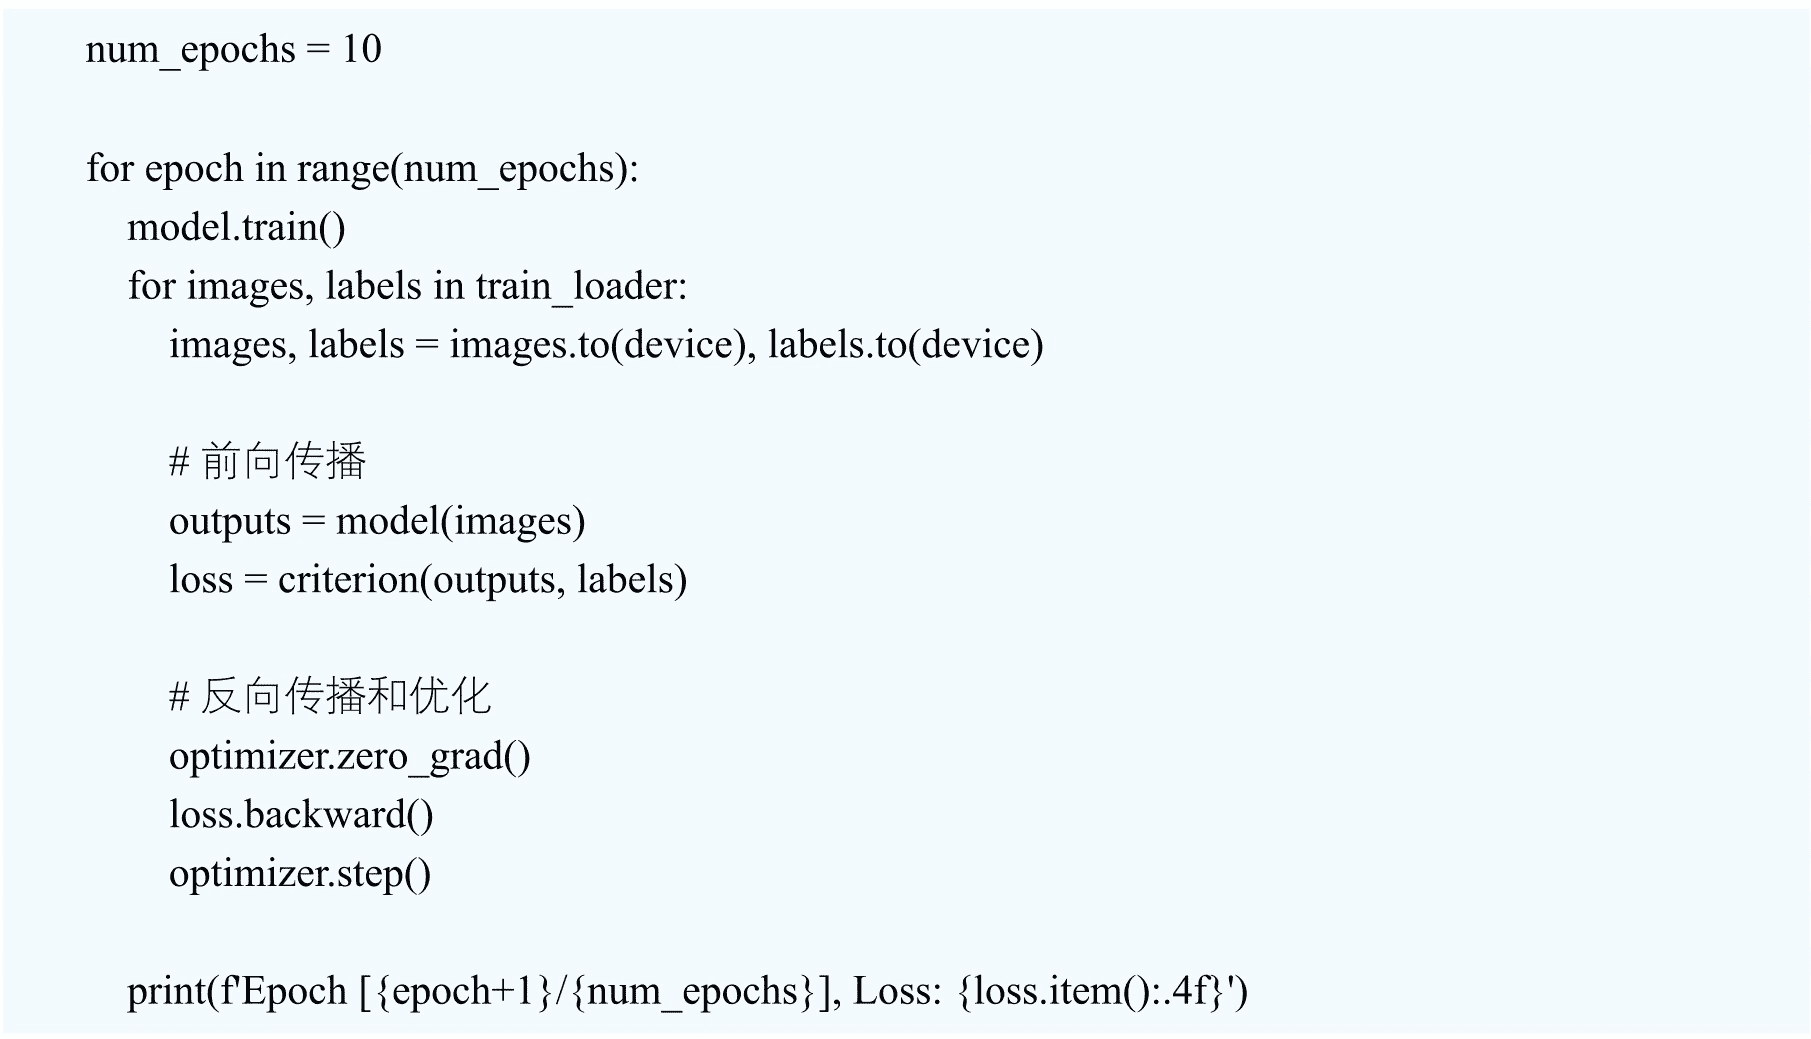 num_epochs = 10
for epoch in range(num_epochs):
model.train()
for images, labels in train_loader:
images, labels = images.to(device), labels.to(device)
# 前向传播
outputs = model(images)
loss = criterion(outputs, labels)
# 反向传播和优化
optimizer.zero_grad()
loss.backward()
optimizer.step()
print(f'Epoch [{epoch+1}/{num_epochs}], Loss: {loss.item():.4f}')